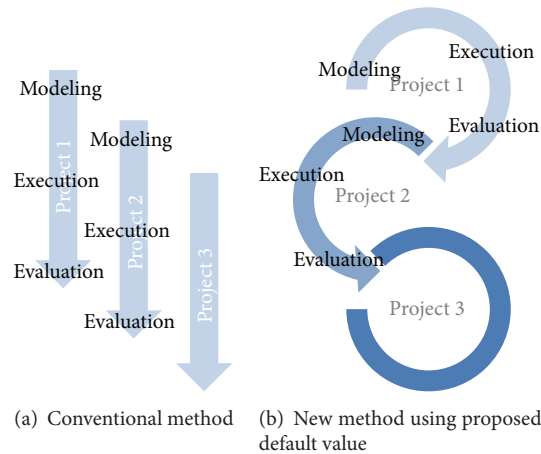 Modeling
Execution
Evaluation
Project 1
Modeling
Execution
Evaluation
Project 2
Project 3
(a) Conventional method
Modeling
Execution
Project 1
Evaluation
Modeling
Execution
Project 2
Evaluation
Project 3
(b) New method using proposed
default value